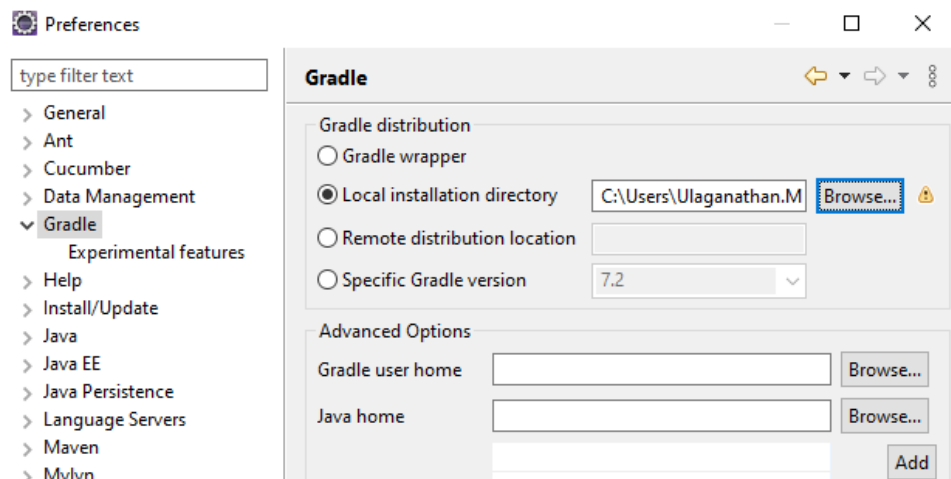 Preferences
type filter text
General
Ant
Cucumber
Data Management
Gradle
Experimental features
Help
Install/Update
Java
Java EE
Java Persistence
Language Servers
Maven
Mylyn
Gradle
Gradle distribution
Gradle wrapper
Local installation directory C:\Users\Ulaganathan.M Browse...
Remote distribution location
Specific Gradle version 7.2
Advanced Options
Gradle user home Browse...
Java home Browse...
Add